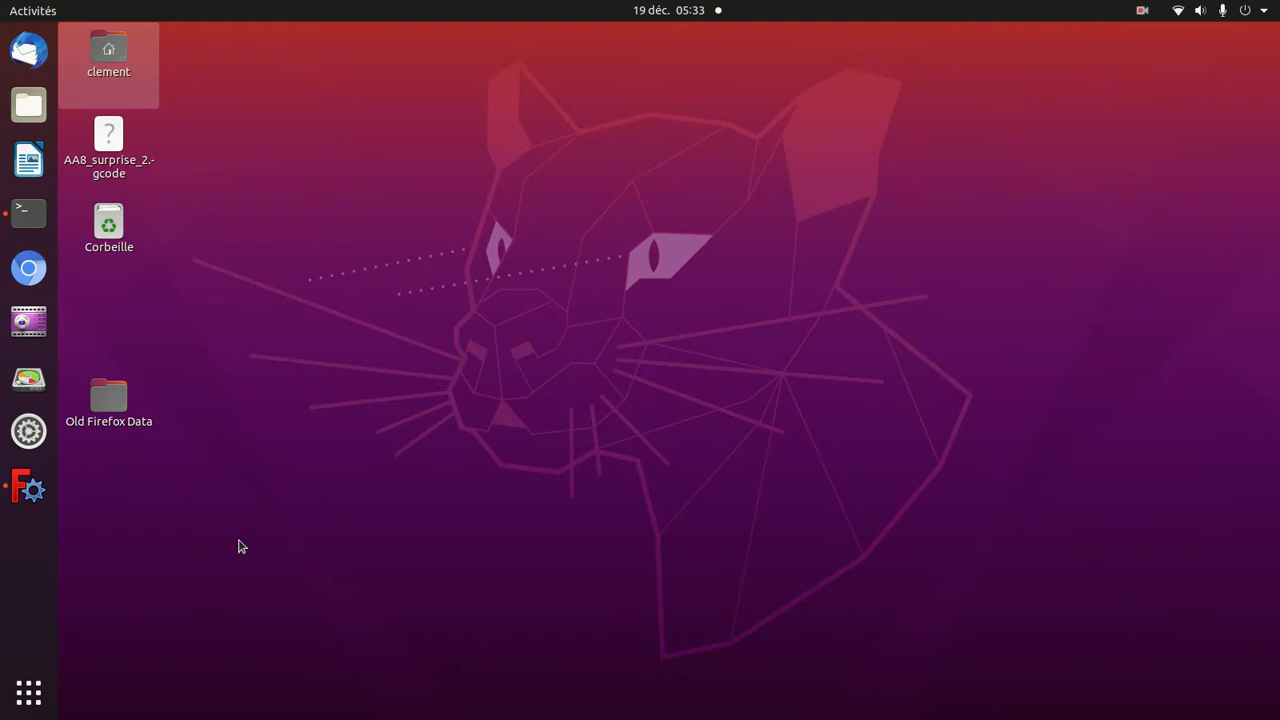 Activités
19 déc. 05:33
clement
AA8_surprise_2.-
gcode
Corbeille
Old Firefox Data